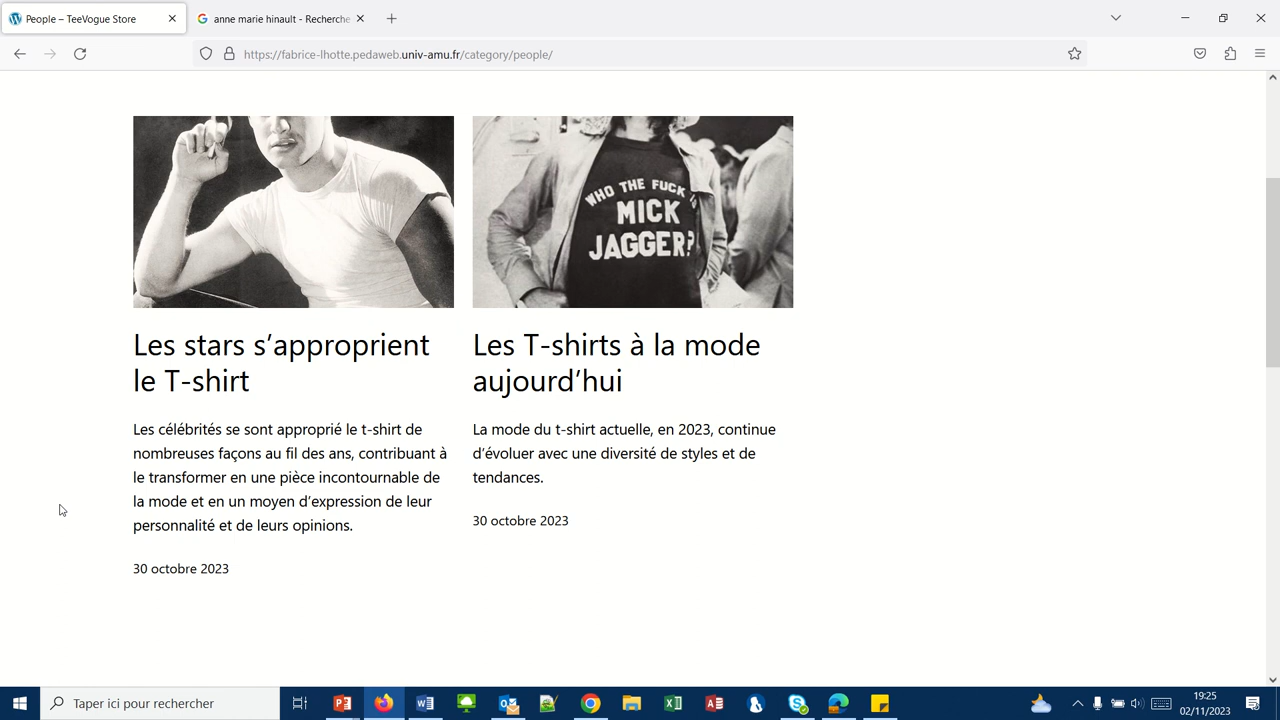 People – TeeVogue Store
anne marie hinault - Recherche
https://fabrice-lhotte.pedaweb.univ-amu.fr/category/people/
WHO THE FUCK IS
MICK
JAGGER?
Les stars s’approprient
le T-shirt
Les célébrités se sont approprié le t-shirt de
nombreuses façons au fil des ans, contribuant à
le transformer en une pièce incontournable de
la mode et en un moyen d’expression de leur
personnalité et de leurs opinions.
30 octobre 2023
Les T-shirts à la mode
aujourd’hui
La mode du t-shirt actuelle, en 2023, continue
d’évoluer avec une diversité de styles et de
tendances.
30 octobre 2023
Taper ici pour rechercher
19:25
02/11/2023